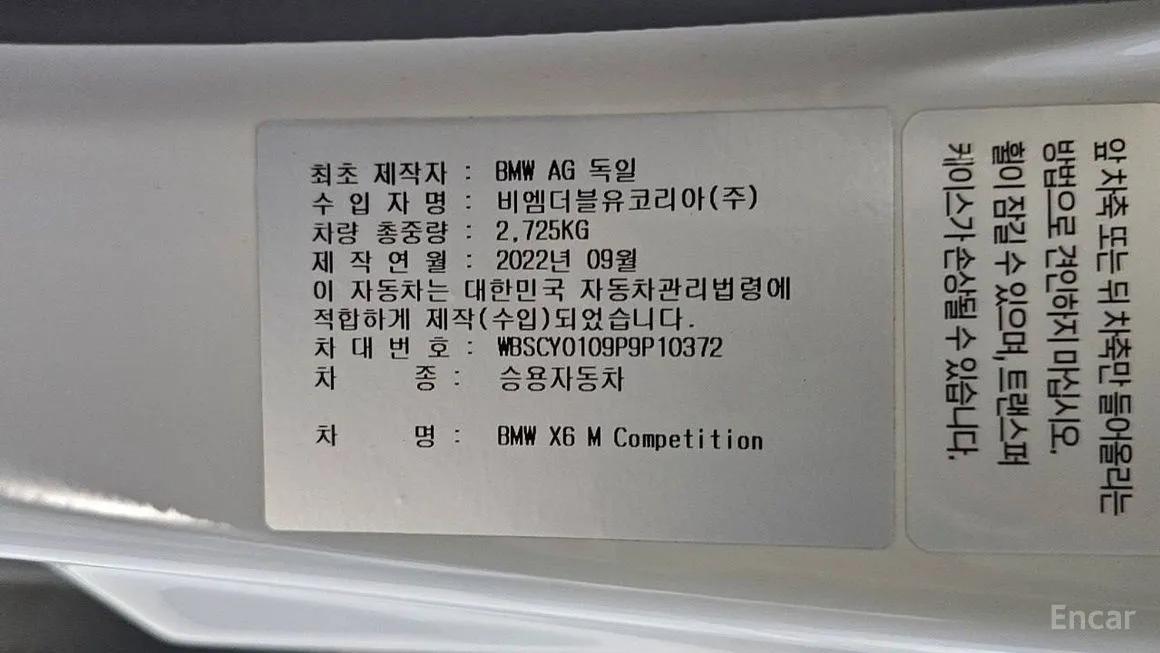 최초 제작자 : BMW AG 독일
수 입 자 명 : 비엠더블유코리아(주)
차량 총중량 : 2,725KG
제 작 연 월 : 2022년 09월
이 자동차는 대한민국 자동차관리법령에
적합하게 제작(수입)되었습니다.
차 대 번 호 : WBSCY0109P9P10372
차 종 : 승용자동차
차 명 : BMW X6 M Competition
앞 차축 또는 뒤 차축만 들어올리는
방법으로 견인하지 마십시오.
휠이 잠길 수 있으며, 트랜스퍼
케이스가 손상될 수 있습니다.
Encar